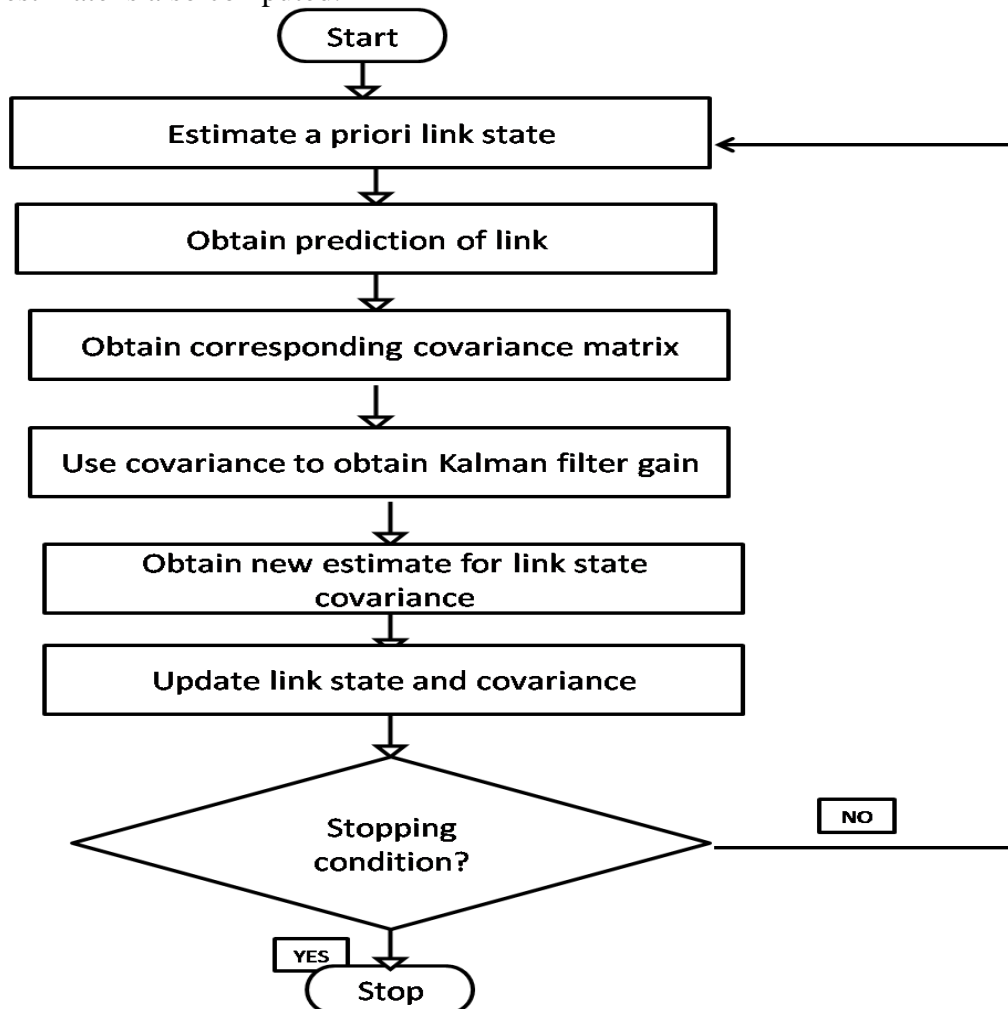 Start
Estimate a priori link state
Obtain prediction of link
Obtain corresponding covariance matrix
Use covariance to obtain Kalman filter gain
Obtain new estimate for link state
covariance
Update link state and covariance
Stopping
condition?
NO
YES
Stop